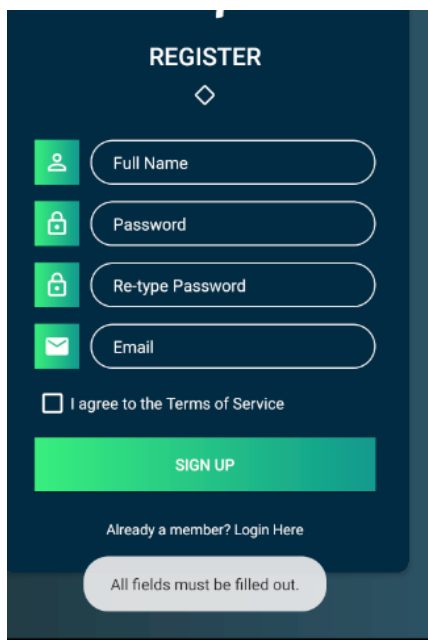 REGISTER
Full Name
Password
Re-type Password
Email
I agree to the Terms of Service
SIGN UP
Already a member? Login Here
All fields must be filled out.